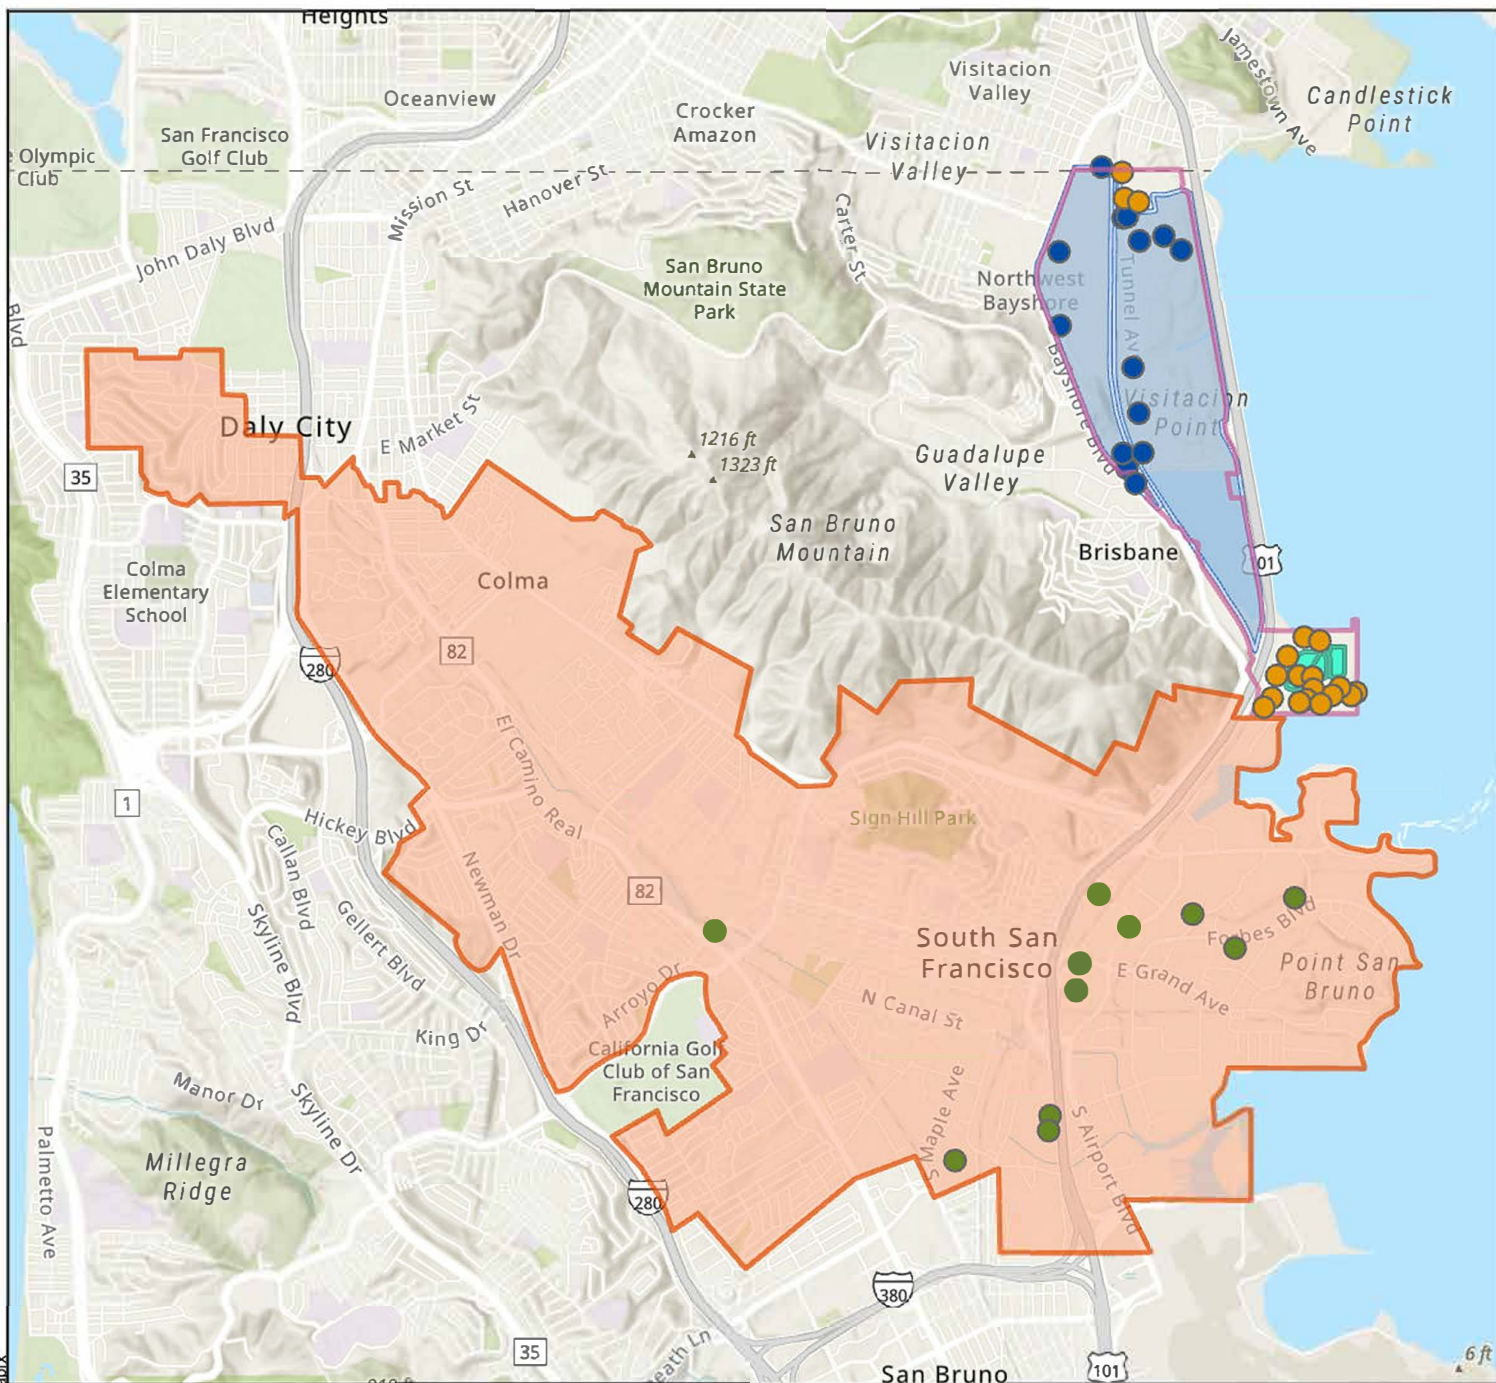 Heights
Oceanview
San Francisco
Golf Club
Olympic
Club
Crocker
Amazon
Visitacion
Valley
Visitacion
Valley
Jamestown Ave
Candlestick
Point
Mission St
Hanover St
Carter St
John Daly Blvd
San Bruno
Mountain State
Park
Northwest
Bayshore
Tunnel Av
Blvd
Bayshore Blvd
Visitacion
Point
Daly City
E Market St
1216 ft
1323 ft
Guadalupe
Valley
35
San Bruno
Mountain
Brisbane
101
Colma
Elementary
School
Colma
82
280
El Camino Real
1
Hickey Blvd
Callan Blvd
Sign Hill Park
Newman Dr
82
Gellert Blvd
Skyline Blvd
South San
Francisco
Forbes Blvd
E Grand Ave
Point San
Bruno
Arroyo Dr
N Canal St
King Dr
California Golf
Club of San
Francisco
Manor Dr
Skyline Dr
S Maple Ave
S Airport Blvd
Palmetto Ave
Millegra
Ridge
280
380
35
San Bruno
101
6 ft